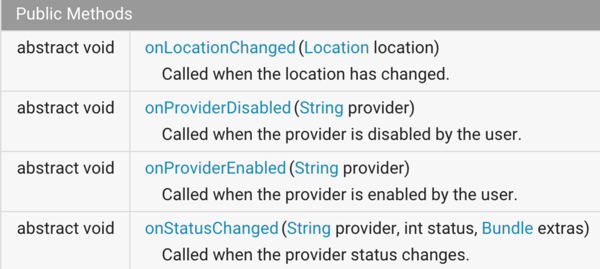 Public Methods
abstract void onLocationChanged(Location location)
Called when the location has changed.
abstract void onProviderDisabled(String provider)
Called when the provider is disabled by the user.
abstract void onProviderEnabled(String provider)
Called when the provider is enabled by the user.
abstract void onStatusChanged(String provider, int status, Bundle extras)
Called when the provider status changes.